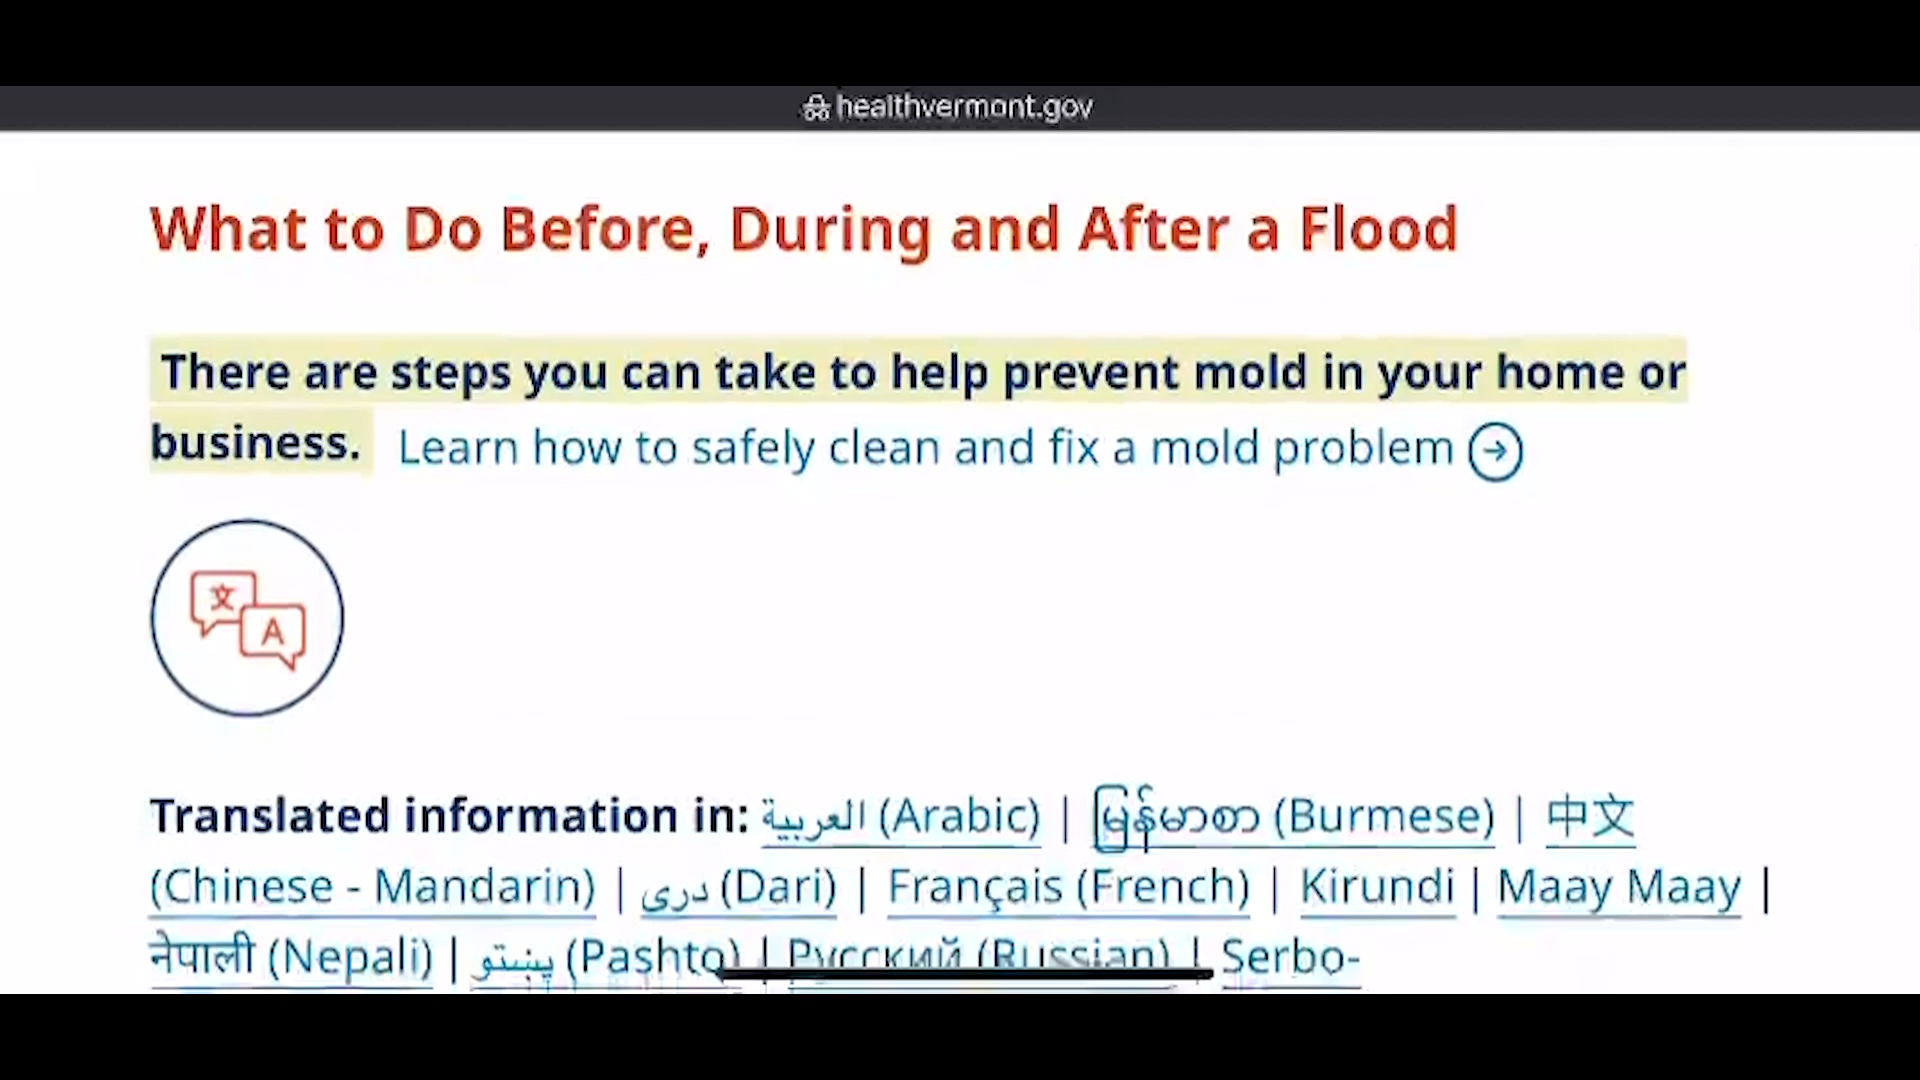 healthvermont.gov
What to Do Before, During and After a Flood
There are steps you can take to help prevent mold in your home or
business. Learn how to safely clean and fix a mold problem
文
A
Translated information in: العربية (Arabic) | မြန်မာစာ (Burmese) | 中文
(Chinese - Mandarin) | دری (Dari) | Français (French) | Kirundi | Maay Maay |
नेपाली (Nepali) | پښتو (Pashto) | Русский (Russian) | Serbo-